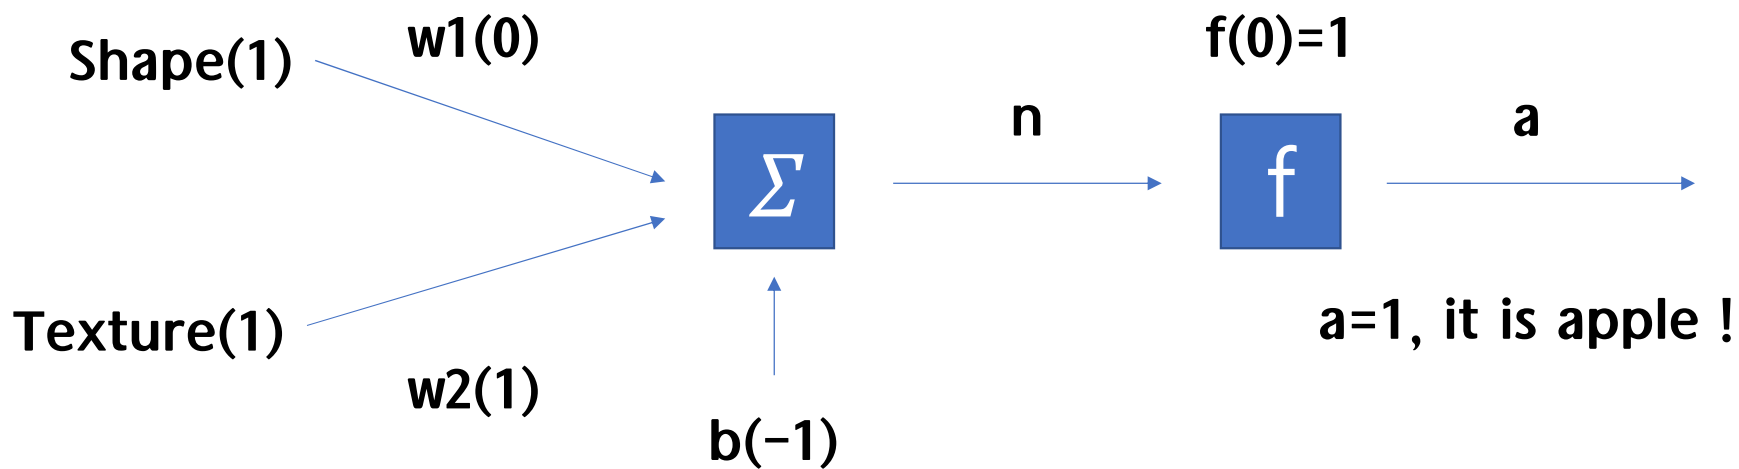 Shape(1)
w1(0)
f(0)=1
n
a
Σ
f
Texture(1)
w2(1)
b(-1)
a=1, it is apple !